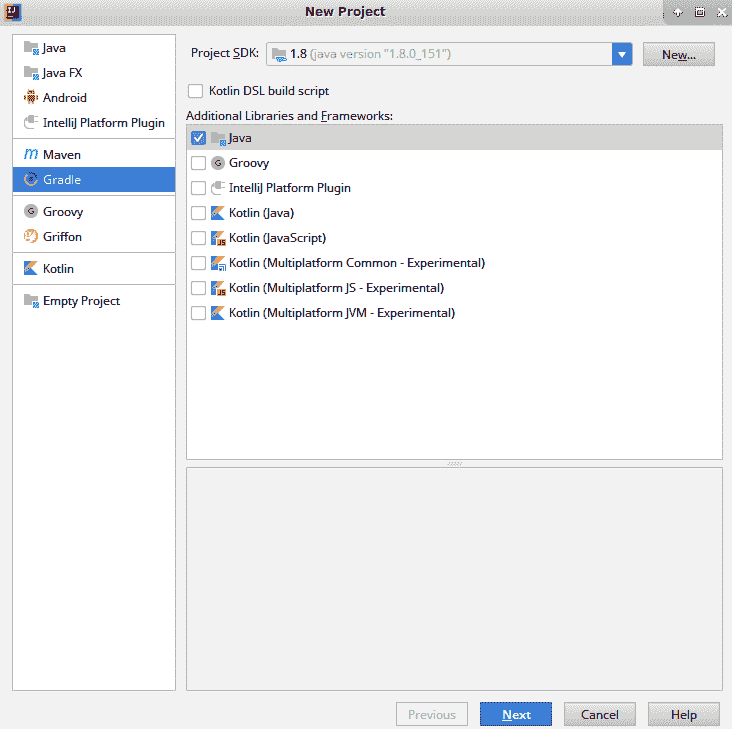 New Project
Java
Java FX
Android
IntelliJ Platform Plugin
Maven
Gradle
Groovy
Griffon
Kotlin
Empty Project
Project SDK: 1.8 (java version "1.8.0_151") New...
Kotlin DSL build script
Additional Libraries and Frameworks:
Java
Groovy
IntelliJ Platform Plugin
Kotlin (Java)
Kotlin (JavaScript)
Kotlin (Multiplatform Common - Experimental)
Kotlin (Multiplatform JS - Experimental)
Kotlin (Multiplatform JVM - Experimental)
Previous Next Cancel Help